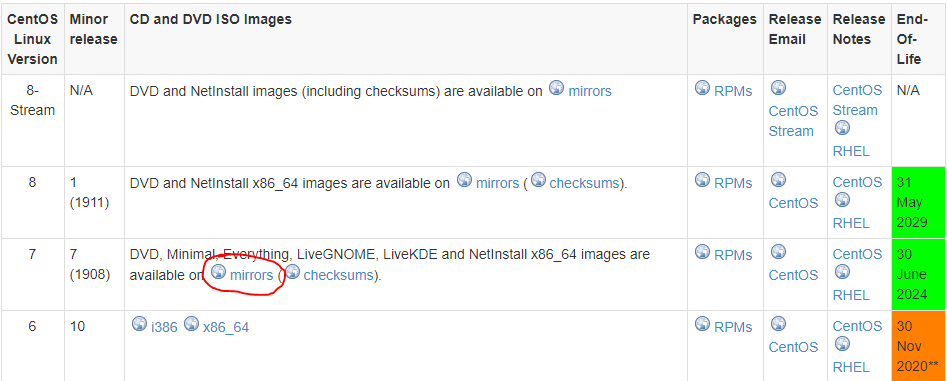 CentOS Linux Version Minor release CD and DVD ISO Images Packages Release Email Release Notes End-Of-Life
8-Stream N/A DVD and NetInstall images (including checksums) are available on mirrors RPMs CentOS Stream CentOS Stream RHEL N/A
8 1 (1911) DVD and NetInstall x86_64 images are available on mirrors ( checksums). RPMs CentOS CentOS RHEL 31 May 2029
7 7 (1908) DVD, Minimal, Everything, LiveGNOME, LiveKDE and NetInstall x86_64 images are available on mirrors ( checksums). RPMs CentOS CentOS RHEL 30 June 2024
6 10 i386 x86_64 RPMs CentOS CentOS RHEL 30 Nov 2020**